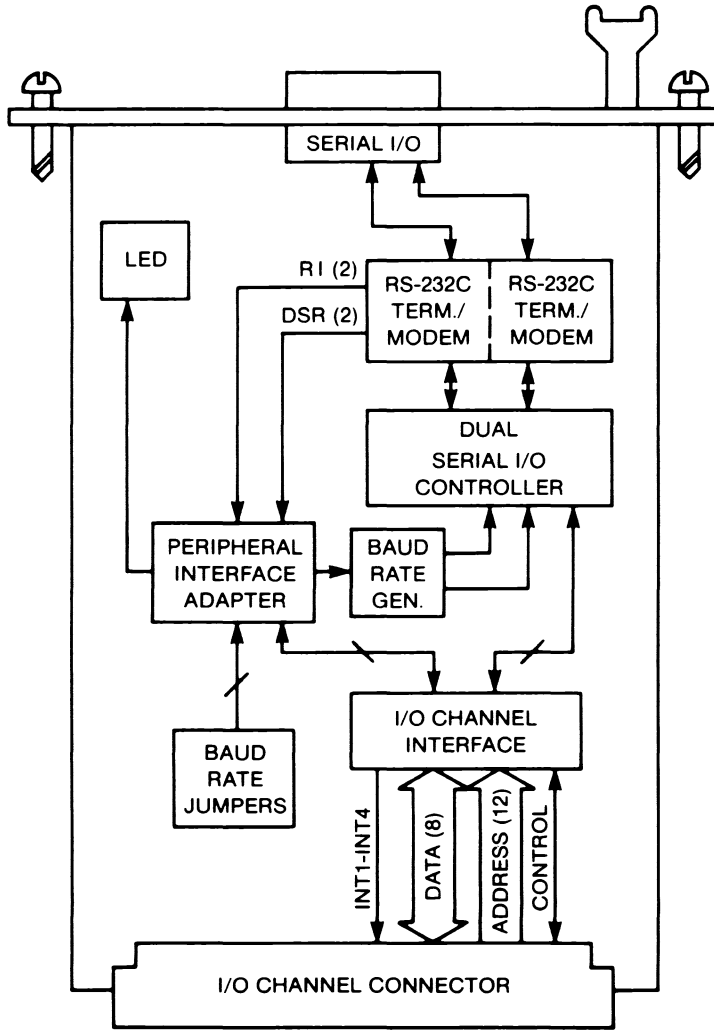 SERIAL I/O
LED
RI (2)
DSR (2)
RS-232C
TERM./
MODEM
RS-232C
TERM./
MODEM
DUAL
SERIAL I/O
CONTROLLER
PERIPHERAL
INTERFACE
ADAPTER
BAUD
RATE
GEN.
I/O CHANNEL
INTERFACE
BAUD
RATE
JUMPERS
INT1-INT4
DATA (8)
ADDRESS (12)
CONTROL
I/O CHANNEL CONNECTOR